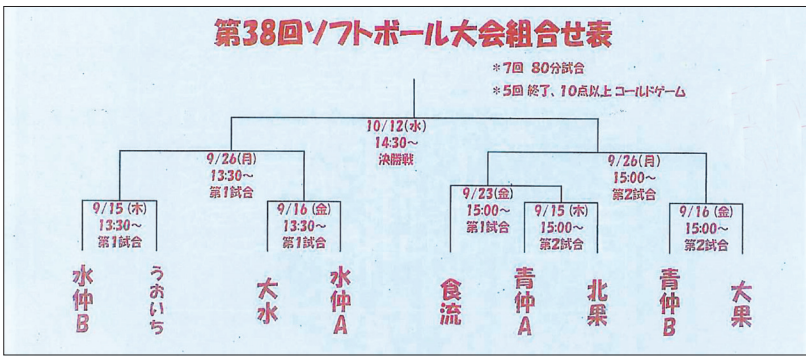 第38回ソフトボール大会組合せ表
*7回 80分試合
*5回 終了、10点以上 コールドゲーム
10/12(水)
14:30~
決勝戦
9/26(月)
13:30~
第1試合
9/26(月)
15:00~
第2試合
9/23(金)
15:00~
第1試合
9/15 (木)
13:30~
第1試合
9/16 (金)
13:30~
第1試合
9/15 (木)
15:00~
第2試合
9/16 (金)
15:00~
第2試合
水仲B
うおいち
大水
水仲A
食流
青仲A
北果
青仲B
大果